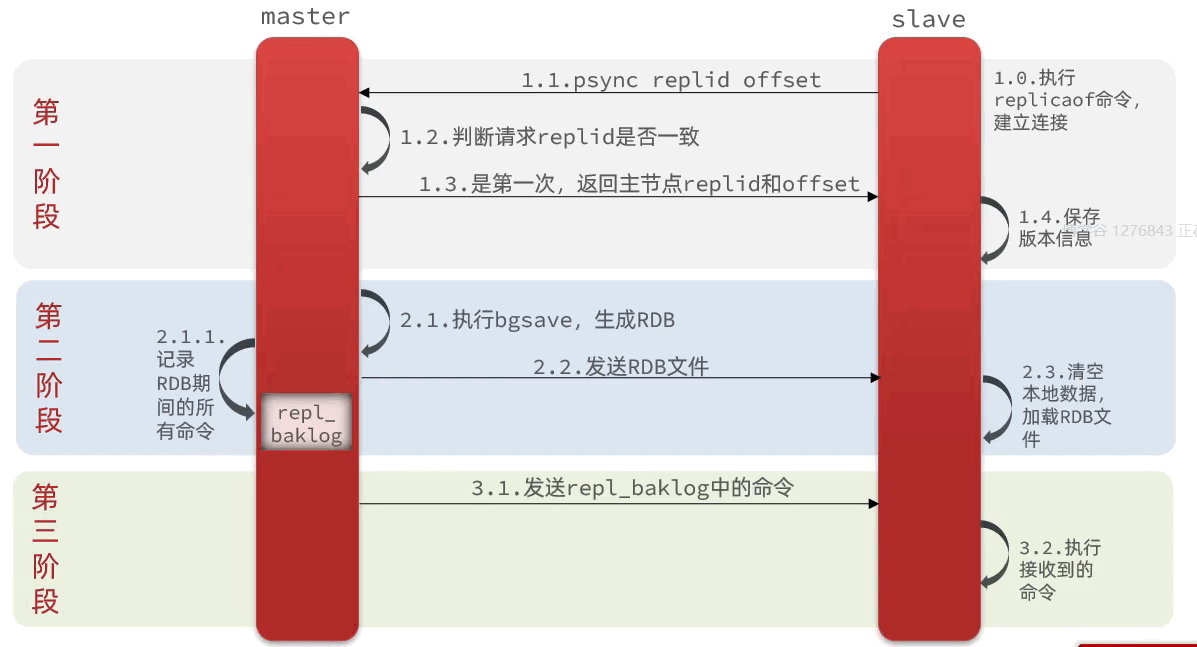 master
slave
第
一
阶
段
1.0.执行
replicaof命令，
建立连接
1.1.psync replid offset
1.2.判断请求replid是否一致
1.3.是第一次，返回主节点replid和offset
1.4.保存
版本信息
1276843 正在
第
二
阶
段
2.1.执行bgsave，生成RDB
2.1.1.
记录
RDB期
间的所
有命令
repl_
baklog
2.2.发送RDB文件
2.3.清空
本地数据，
加载RDB文
件
第
三
阶
段
3.1.发送repl_baklog中的命令
3.2.执行
接收到的
命令